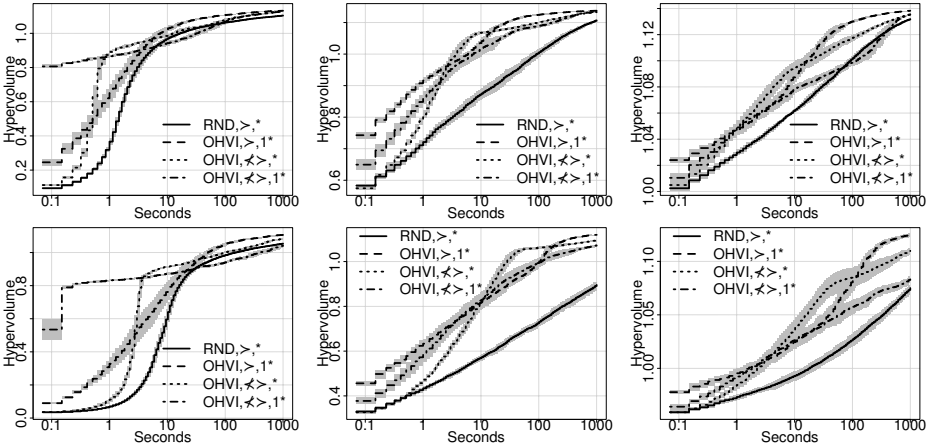 Hypervolume
1.0
0.8
0.6
0.4
0.2
RND,≻,*
OHVI,≻,1*
OHVI,⊀≻,*
OHVI,⊀≻,1*
0.1 1 10 100 1000
Seconds
Hypervolume
1.0
0.8
0.6
RND,≻,*
OHVI,≻,1*
OHVI,⊀≻,*
OHVI,⊀≻,1*
0.1 1 10 100 1000
Seconds
Hypervolume
1.12
1.08
1.04
1.00
RND,≻,*
OHVI,≻,1*
OHVI,⊀≻,*
OHVI,⊀≻,1*
0.1 1 10 100 1000
Seconds
Hypervolume
0.8
0.4
0.0
RND,≻,*
OHVI,≻,1*
OHVI,⊀≻,*
OHVI,⊀≻,1*
0.1 1 10 100 1000
Seconds
Hypervolume
1.0
0.8
0.6
0.4
RND,≻,*
OHVI,≻,1*
OHVI,⊀≻,*
OHVI,⊀≻,1*
0.1 1 10 100 1000
Seconds
Hypervolume
1.10
1.05
1.00
RND,≻,*
OHVI,≻,1*
OHVI,⊀≻,*
OHVI,⊀≻,1*
0.1 1 10 100 1000
Seconds